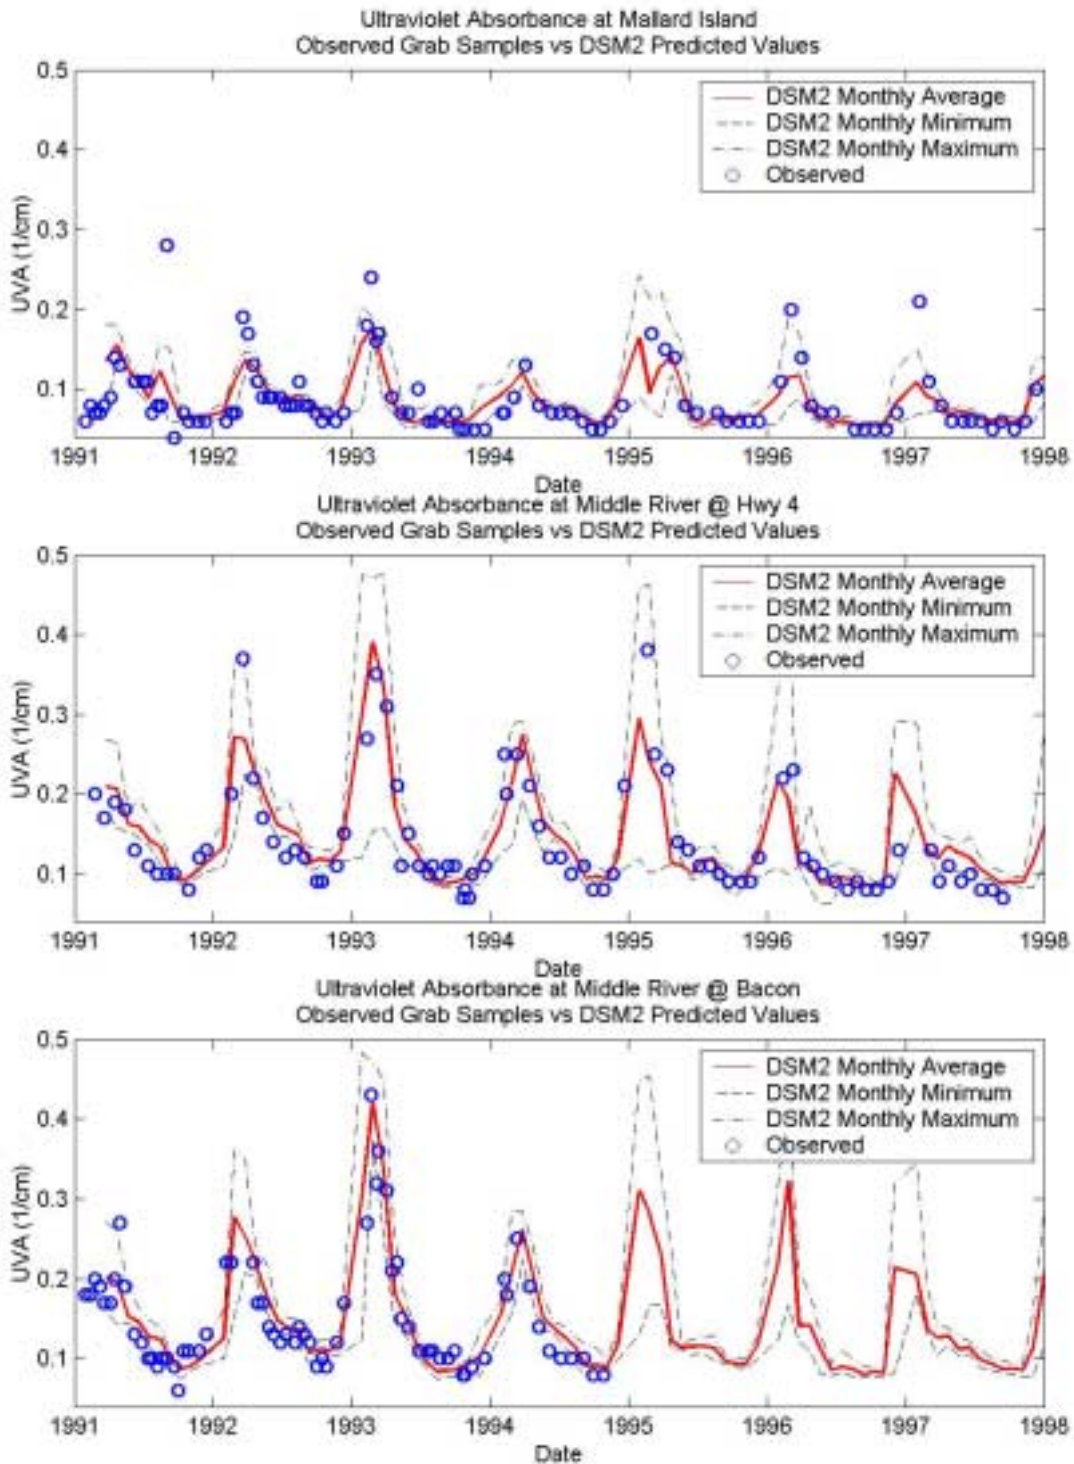 Ultraviolet Absorbance at Mallard Island
Observed Grab Samples vs DSM2 Predicted Values
0.5
0.4
0.3
0.2
0.1
UVA (1/cm)
DSM2 Monthly Average
DSM2 Monthly Minimum
DSM2 Monthly Maximum
Observed
1991 1992 1993 1994 1995 1996 1997 1998
Date
Ultraviolet Absorbance at Middle River @ Hwy 4
Observed Grab Samples vs DSM2 Predicted Values
0.5
0.4
0.3
0.2
0.1
UVA (1/cm)
DSM2 Monthly Average
DSM2 Monthly Minimum
DSM2 Monthly Maximum
Observed
1991 1992 1993 1994 1995 1996 1997 1998
Date
Ultraviolet Absorbance at Middle River @ Bacon
Observed Grab Samples vs DSM2 Predicted Values
0.5
0.4
0.3
0.2
0.1
UVA (1/cm)
DSM2 Monthly Average
DSM2 Monthly Minimum
DSM2 Monthly Maximum
Observed
1991 1992 1993 1994 1995 1996 1997 1998
Date